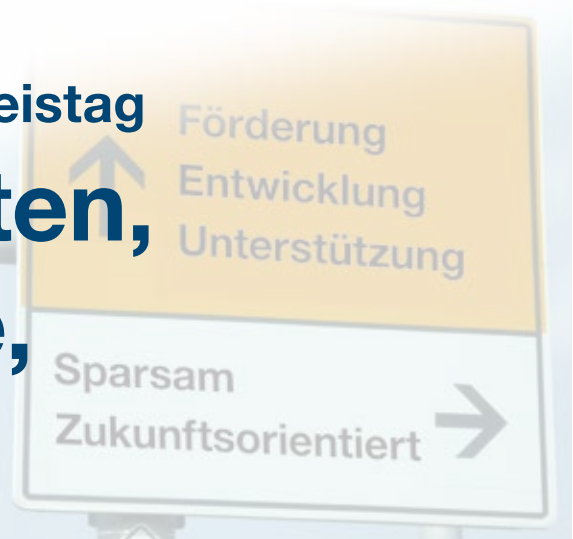 eistag
ten,
e,
Förderung
Entwicklung
Unterstützung
Sparsam
Zukunftsorientiert